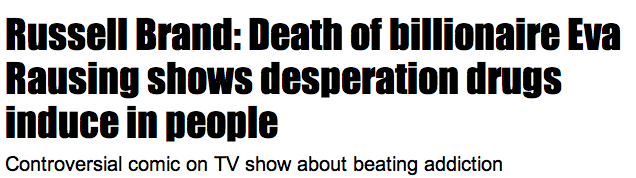 Russell Brand: Death of billionaire Eva
Rausing shows desperation drugs
induce in people
Controversial comic on TV show about beating addiction